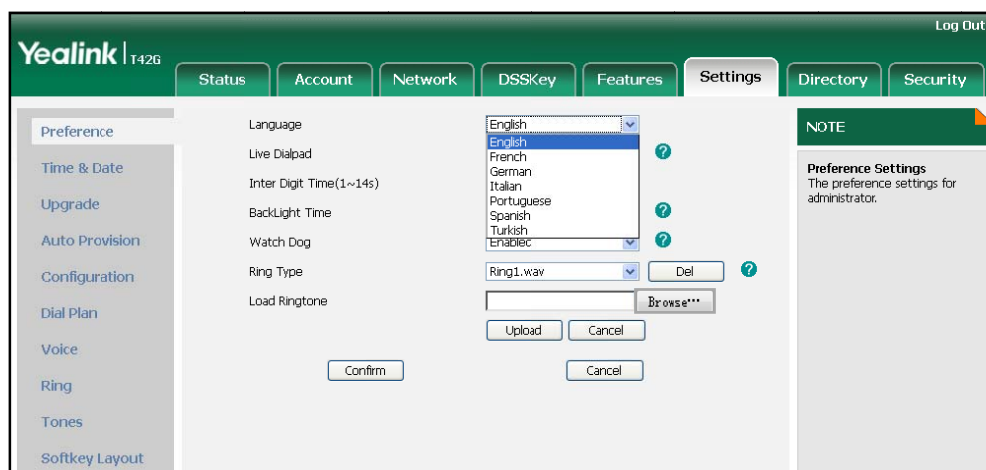 Log Out
Yealink | T42G
Status Account Network DSSKey Features Settings Directory Security
Preference
Time & Date
Upgrade
Auto Provision
Configuration
Dial Plan
Voice
Ring
Tones
Softkey Layout
Language English
English
French
German
Italian
Portuguese
Spanish
Turkish
Live Dialpad ?
Inter Digit Time(1~14s)
BackLight Time ?
Watch Dog Enabled ?
Ring Type Ring1.wav Del ?
Load Ringtone Browse...
Upload Cancel
Confirm Cancel
NOTE
Preference Settings
The preference settings for
administrator.